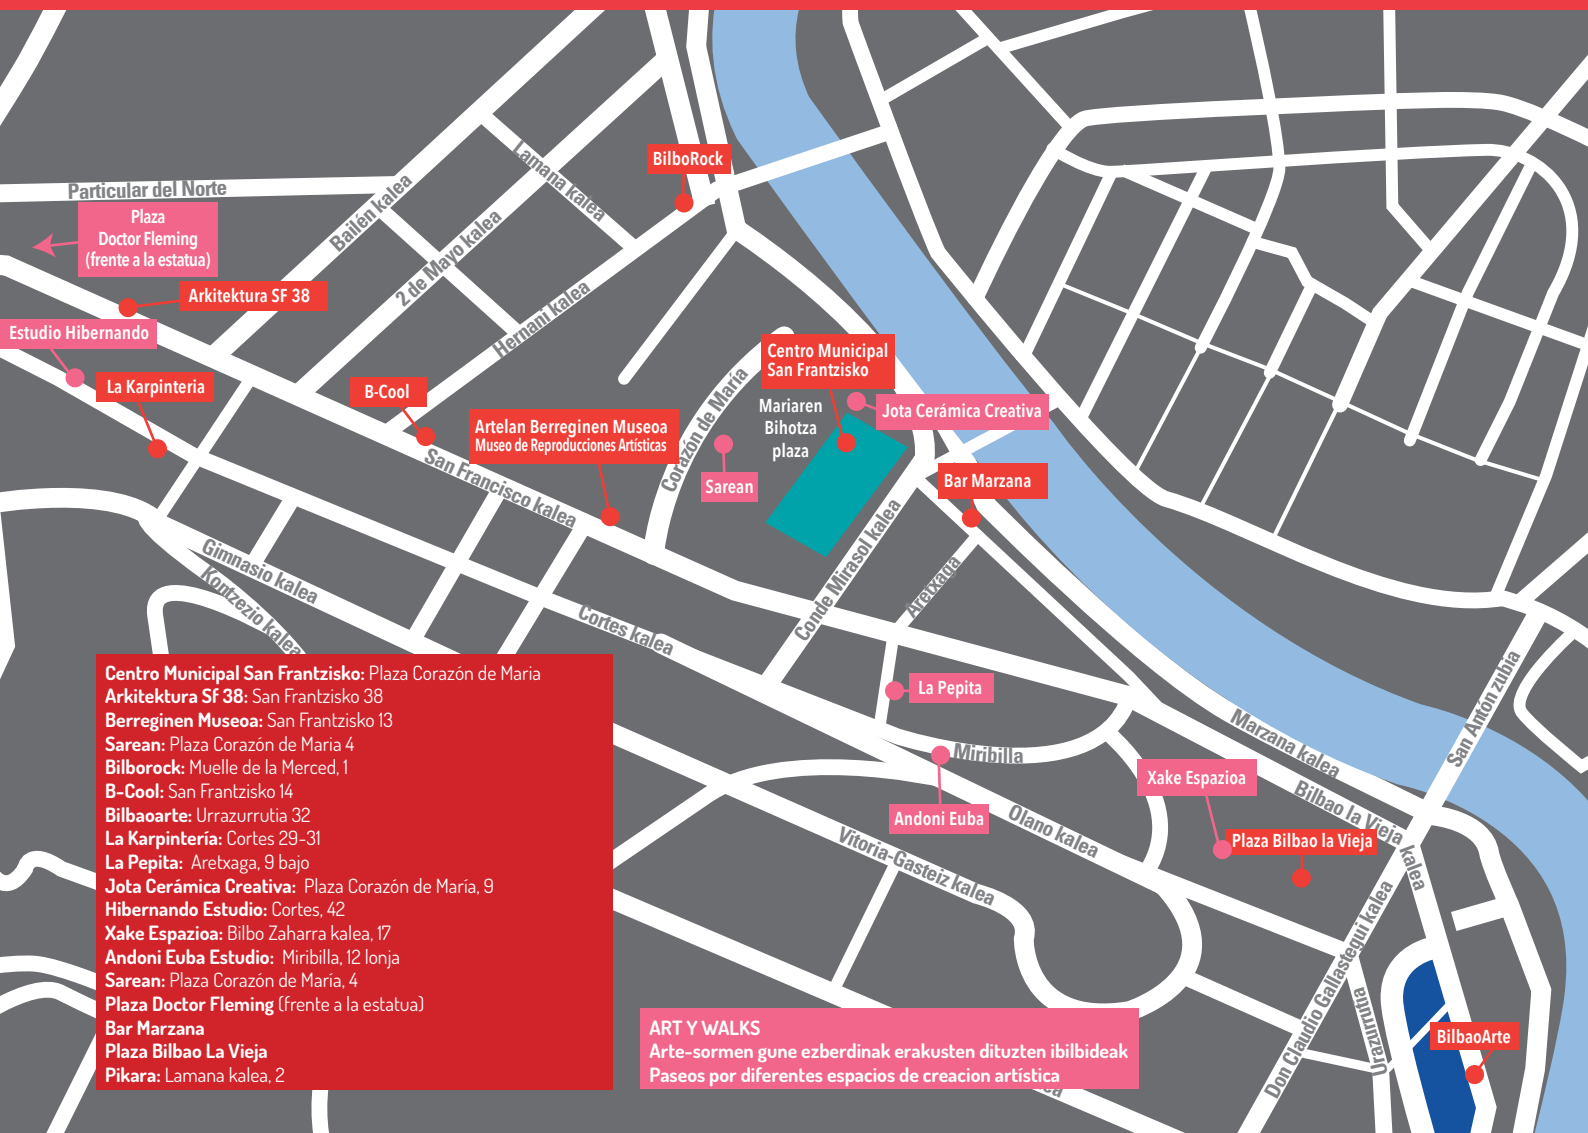 Particular del Norte
Plaza
Doctor Fleming
(frente a la estatua)
Arkitektura SF 38
Estudio Hibernando
La Karpinteria
Bailén kalea
Lamana kalea
2 de Mayo kalea
Hernani kalea
BilboRock
B-Cool
Artelan Berreginen Museoa
Museo de Reproducciones Artísticas
San Francisco kalea
Corazón de María
Sarean
Centro Municipal
San Frantzisko
Mariaren
Bihotza
plaza
Jota Cerámica Creativa
Bar Marzana
Conde Mirasol kalea
Aretxaga
Gimnasio kalea
Kontzezio kalea
Cortes kalea
La Pepita
Miribilla
Andoni Euba
Olano kalea
Vitoria-Gasteiz kalea
Marzana kalea
San Antón zubia
Xake Espazioa
Bilbao la Vieja kalea
Plaza Bilbao la Vieja
Don Claudio Gallastegui kalea
Urazurrutia
BilbaoArte
Centro Municipal San Frantzisko: Plaza Corazón de Maria
Arkitektura Sf 38: San Frantzisko 38
Berreginen Museoa: San Frantzisko 13
Sarean: Plaza Corazón de Maria 4
Bilborock: Muelle de la Merced, 1
B-Cool: San Frantzisko 14
Bilbaoarte: Urrazurrutia 32
La Karpintería: Cortes 29-31
La Pepita: Aretxaga, 9 bajo
Jota Cerámica Creativa: Plaza Corazón de María, 9
Hibernando Estudio: Cortes, 42
Xake Espazioa: Bilbo Zaharra kalea, 17
Andoni Euba Estudio: Miribilla, 12 lonja
Sarean: Plaza Corazón de María, 4
Plaza Doctor Fleming (frente a la estatua)
Bar Marzana
Plaza Bilbao La Vieja
Pikara: Lamana kalea, 2
ART Y WALKS
Arte-sormen gune ezberdinak erakusten dituzten ibilbideak
Paseos por diferentes espacios de creacion artística